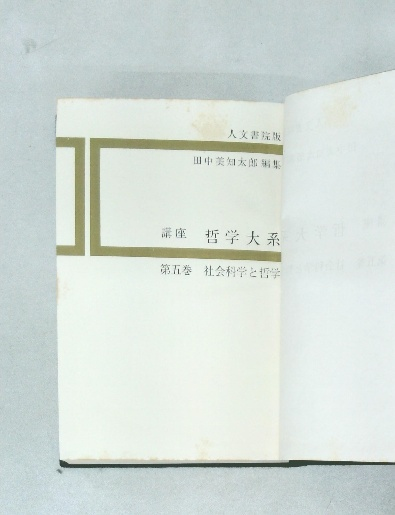 人文書院版
田中美知太郎 編集
講座 哲学大系
第五巻 社会科学と哲学